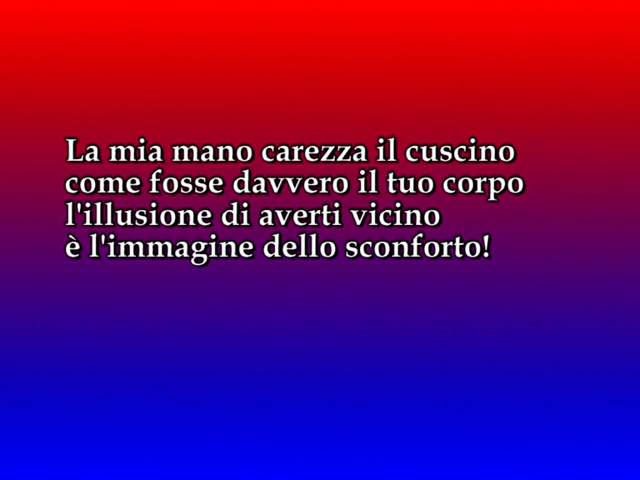 La mia mano carezza il cuscino
come fosse davvero il tuo corpo
l'illusione di averti vicino
è l'immagine dello sconforto!